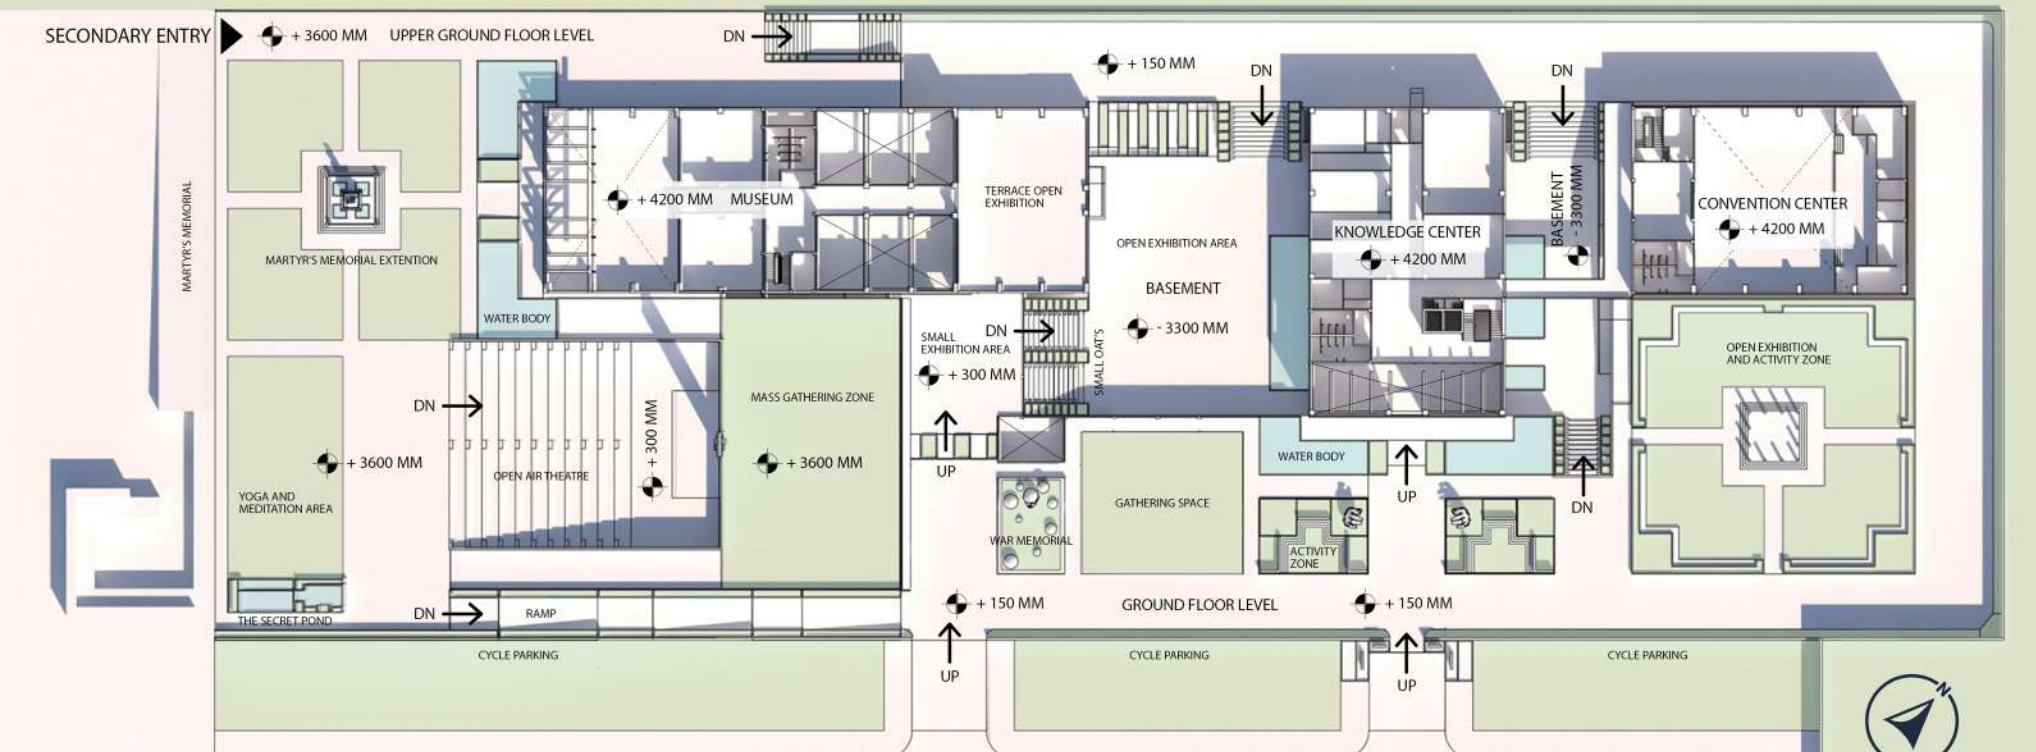 SECONDARY ENTRY
+ 3600 MM
UPPER GROUND FLOOR LEVEL
DN
+ 150 MM
DN
DN
MARTYR'S MEMORIAL
MARTYR'S MEMORIAL EXTENTION
WATER BODY
+ 4200 MM
MUSEUM
TERRACE OPEN
EXHIBITION
OPEN EXHIBITION AREA
BASEMENT
- 3300 MM
KNOWLEDGE CENTER
+ 4200 MM
BASEMENT
- 3300 MM
CONVENTION CENTER
+ 4200 MM
DN
SMALL
EXHIBITION AREA
+ 300 MM
SMALL OAT'S
OPEN EXHIBITION
AND ACTIVITY ZONE
DN
+ 300 MM
MASS GATHERING ZONE
+ 3600 MM
+ 3600 MM
OPEN AIR THEATRE
YOGA AND
MEDITATION AREA
UP
WATER BODY
UP
DN
WAR MEMORIAL
GATHERING SPACE
ACTIVITY
ZONE
THE SECRET POND
DN
RAMP
+ 150 MM
GROUND FLOOR LEVEL
+ 150 MM
CYCLE PARKING
UP
CYCLE PARKING
UP
CYCLE PARKING
N